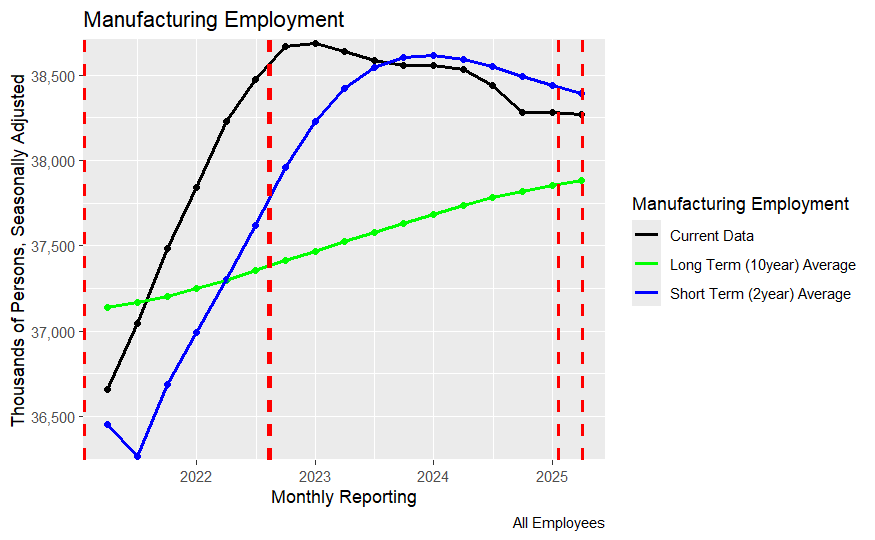 Manufacturing Employment
Thousands of Persons, Seasonally Adjusted
38,500
38,000
37,500
37,000
36,500
2022
2023
2024
2025
Monthly Reporting
All Employees
Manufacturing Employment
Current Data
Long Term (10year) Average
Short Term (2year) Average